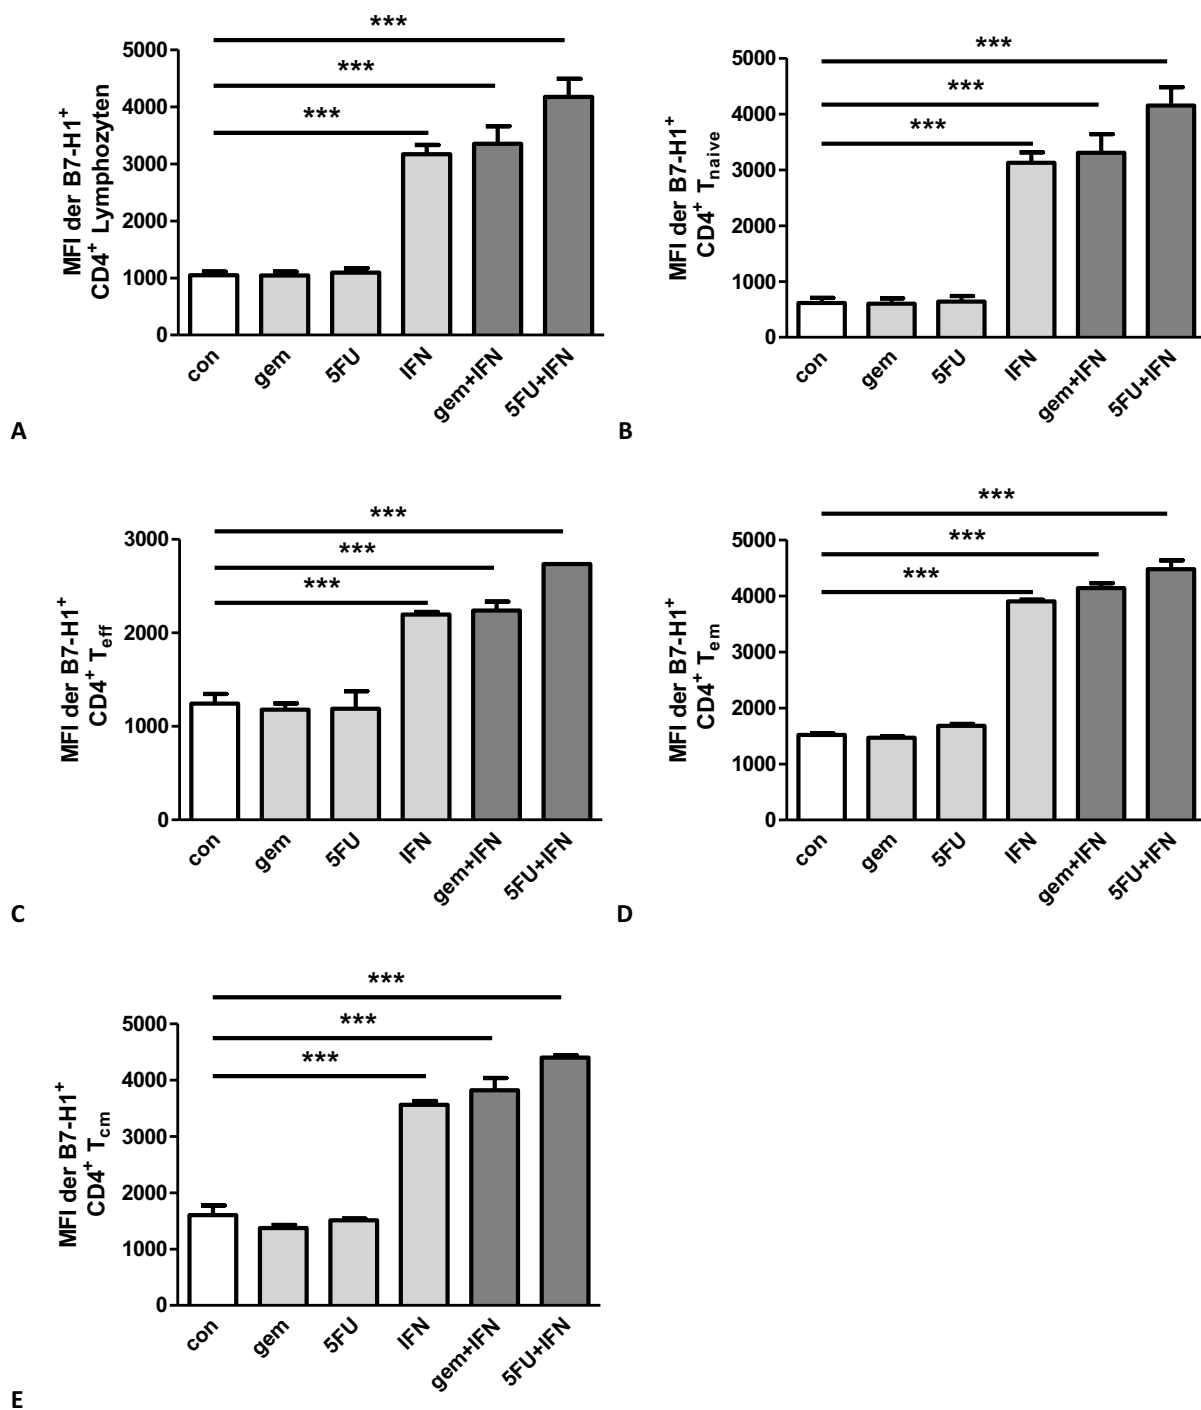 ***
***
***
5000
4000
3000
2000
1000
0
MFI der B7-H1⁺
CD4⁺ Lymphozyten
con
gem
5FU
IFN
gem+IFN
5FU+IFN
A
***
***
***
5000
4000
3000
2000
1000
0
MFI der B7-H1⁺
CD4⁺ Tnaive
con
gem
5FU
IFN
gem+IFN
5FU+IFN
B
***
***
***
3000
2000
1000
0
MFI der B7-H1⁺
CD4⁺ Teff
con
gem
5FU
IFN
gem+IFN
5FU+IFN
C
***
***
***
5000
4000
3000
2000
1000
0
MFI der B7-H1⁺
CD4⁺ Tem
con
gem
5FU
IFN
gem+IFN
5FU+IFN
D
***
***
***
5000
4000
3000
2000
1000
0
MFI der B7-H1⁺
CD4⁺ Tcm
con
gem
5FU
IFN
gem+IFN
5FU+IFN
E